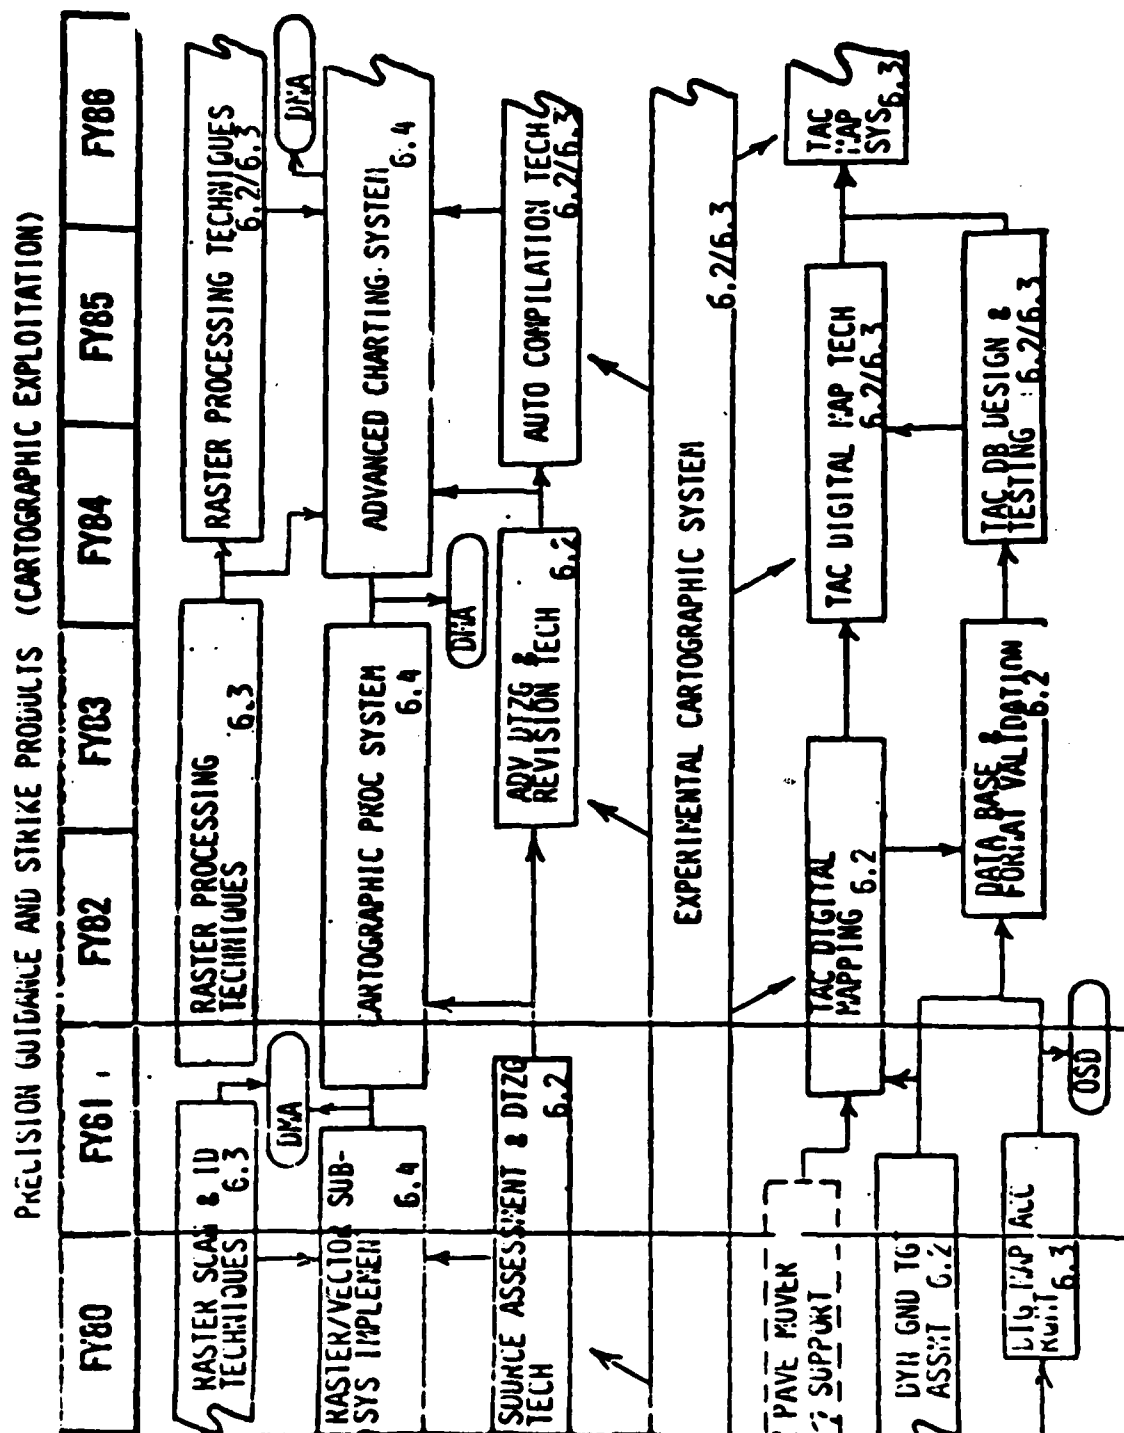 PRECISION GUIDANCE AND STRIKE PRODUCTS (CARTOGRAPHIC EXPLOITATION)
FY80
FY81
FY82
FY83
FY84
FY85
FY86
RASTER SCAN & ID
TECHNIQUES 6.3
RASTER PROCESSING
TECHNIQUES
6.3
RASTER PROCESSING TECHNIQUES
6.2/6.3
DMA
DMA
RASTER/VECTOR SUB-
SYS IMPLEMEN
6.4
CARTOGRAPHIC PROC SYSTEM
6.4
ADVANCED CHARTING SYSTEM
6.4
DMA
SOURCE ASSESSMENT & DTZG
TECH
6.2
ADV DTZG &
REVISION TECH
6.2
AUTO COMPILATION TECH
6.2/6.3
EXPERIMENTAL CARTOGRAPHIC SYSTEM
6.2/6.3
PAVE MOVER
SUPPORT
TAC DIGITAL
MAPPING 6.2
TAC DIGITAL MAP TECH
6.2/6.3
TAC
MAP
SYS 6.3
DYN GND TG
ASSMT 6.2
DATA BASE &
FORMAT VALIDATION
6.2
TAC DB DESIGN &
TESTING 6.2/6.3
DIG MAP ACC
RQMT 6.3
OSD